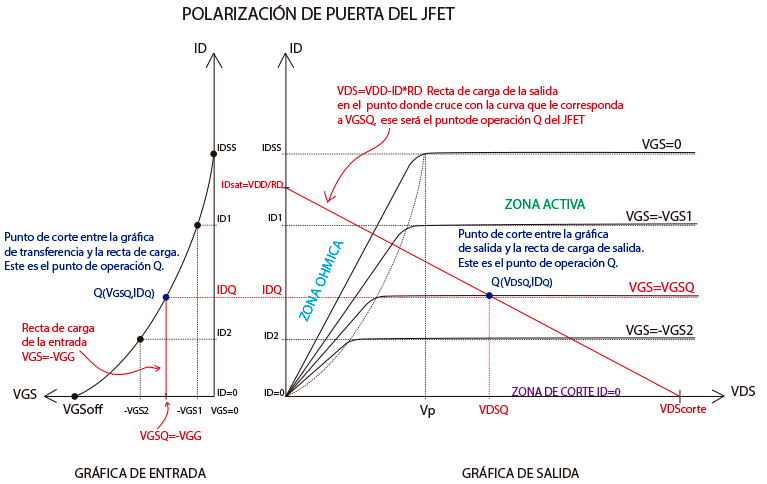 POLARIZACIÓN DE PUERTA DEL JFET
ID
IDSS
ID1
Punto de corte entre la gráfica
de transferencia y la recta de carga.
Este es el punto de operación Q.
Q(VGSQ,IDQ)
IDQ
Recta de carga
de la entrada
VGS=-VGG
ID2
ID=0
VGS
VGSoff
-VGS2
-VGS1
VGS=0
VGSQ=-VGG
GRÁFICA DE ENTRADA
ID
VDS=VDD-ID*RD Recta de carga de la salida
en el punto donde cruce con la curva que le corresponda
a VGSQ, ese será el puntode operación Q del JFET
IDSS
VGS=0
IDsat=VDD/RD
ZONA ACTIVA
ID1
VGS=-VGS1
ZONA OHMICA
Punto de corte entre la gráfica
de salida y la recta de carga de salida.
Este es el punto de operación Q.
Q(VDSQ,IDQ)
IDQ
VGS=VGSQ
ID2
VGS=-VGS2
ID=0
ZONA DE CORTE ID=0
VDS
Vp
VDSQ
VDScorte
GRÁFICA DE SALIDA